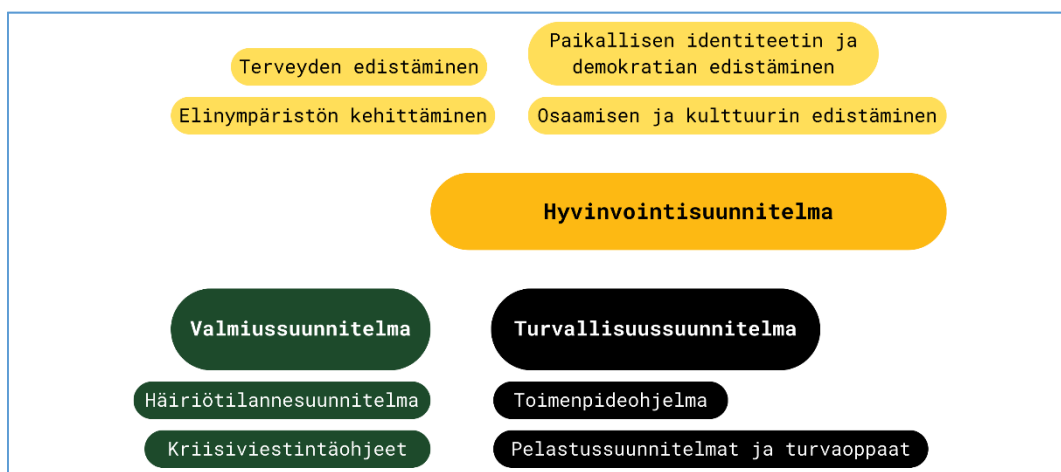 Terveyden edistäminen
Paikallisen identiteetin ja
demokratian edistäminen
Elinympäristön kehittäminen
Osaamisen ja kulttuurin edistäminen
Hyvinvointisuunnitelma
Valmiussuunnitelma
Turvallisuussuunnitelma
Häiriötilannesuunnitelma
Toimenpideohjelma
Kriisiviestintäohjeet
Pelastussuunnitelmat ja turvaoppaat